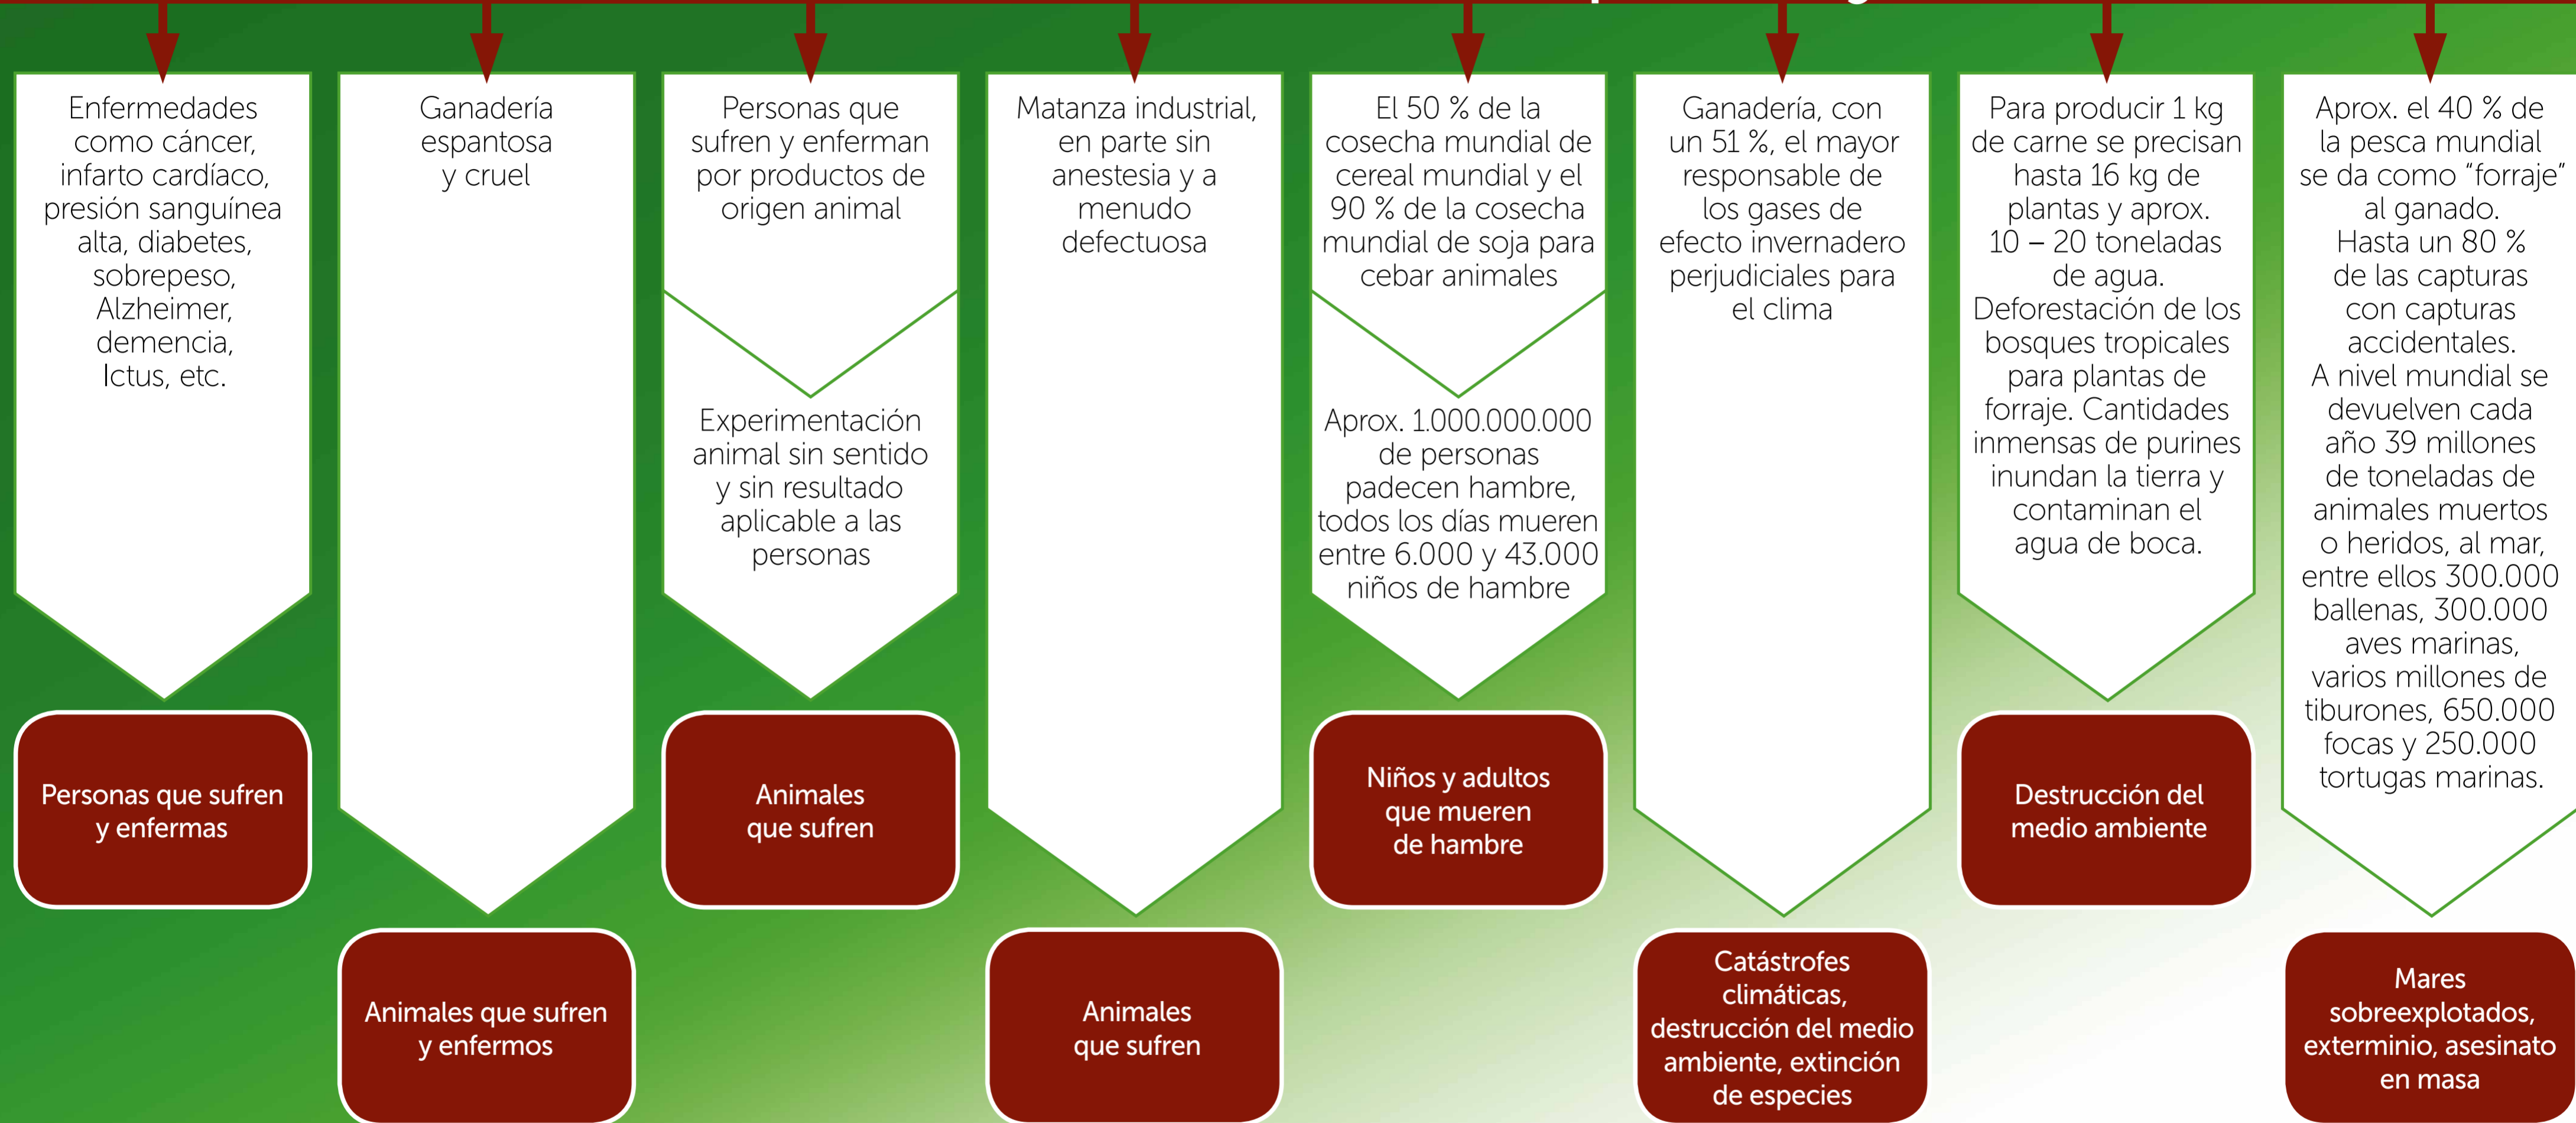 Enfermedades
como cáncer,
infarto cardíaco,
presión sanguínea
alta, diabetes,
sobrepeso,
Alzheimer,
demencia,
Ictus, etc.
Personas que sufren
y enfermas
Ganadería
espantosa
y cruel
Animales que sufren
y enfermos
Personas que
sufren y enferman
por productos de
origen animal
Experimentación
animal sin sentido
y sin resultado
aplicable a las
personas
Animales
que sufren
Matanza industrial,
en parte sin
anestesia y a
menudo
defectuosa
Animales
que sufren
El 50 % de la
cosecha mundial de
cereal mundial y el
90 % de la cosecha
mundial de soja para
cebar animales
Aprox. 1.000.000.000
de personas
padecen hambre,
todos los días mueren
entre 6.000 y 43.000
niños de hambre
Niños y adultos
que mueren
de hambre
Ganadería, con
un 51 %, el mayor
responsable de
los gases de
efecto invernadero
perjudiciales para
el clima
Catástrofes
climáticas,
destrucción del medio
ambiente, extinción
de especies
Para producir 1 kg
de carne se precisan
hasta 16 kg de
plantas y aprox.
10 – 20 toneladas
de agua.
Deforestación de los
bosques tropicales
para plantas de
forraje. Cantidades
inmensas de purines
inundan la tierra y
contaminan el
agua de boca.
Destrucción del
medio ambiente
Aprox. el 40 % de
la pesca mundial
se da como “forraje”
al ganado.
Hasta un 80 %
de las capturas
con capturas
accidentales.
A nivel mundial se
devuelven cada
año 39 millones
de toneladas de
animales muertos
o heridos, al mar,
entre ellos 300.000
ballenas, 300.000
aves marinas,
varios millones de
tiburones, 650.000
focas y 250.000
tortugas marinas.
Mares
sobreexplotados,
exterminio, asesinato
en masa